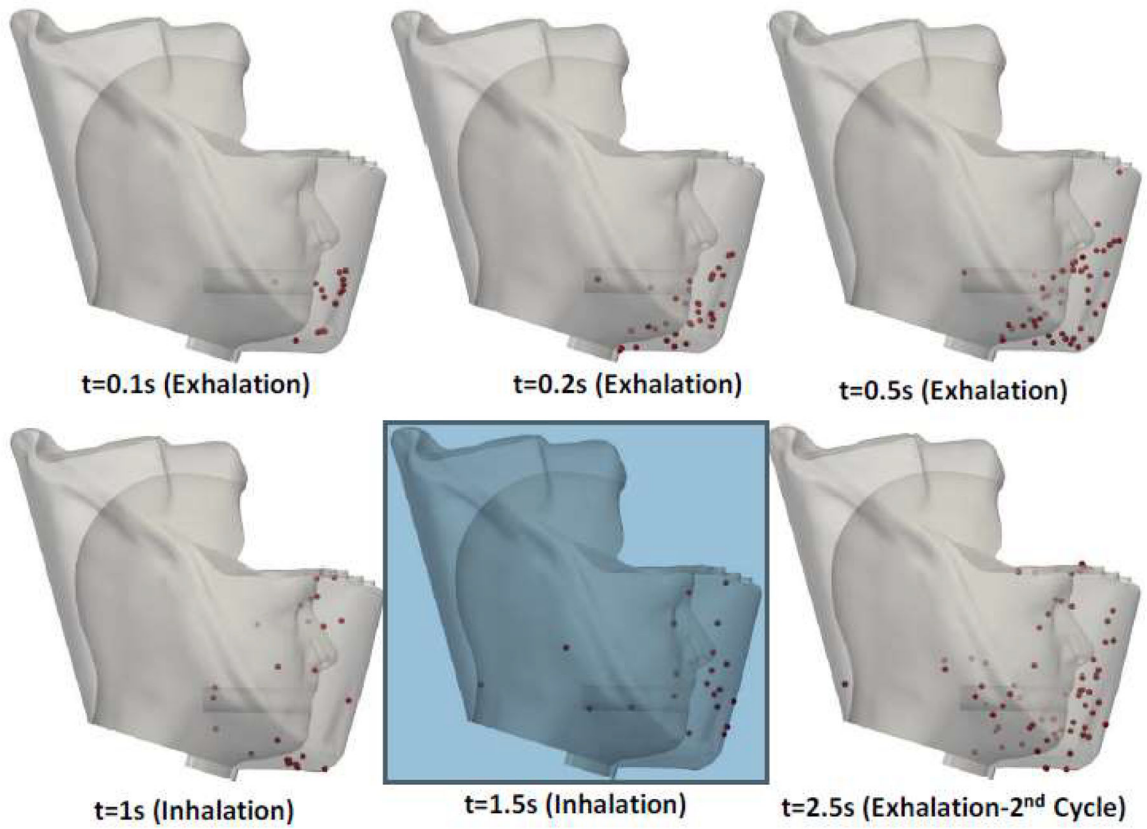 t=0.1s (Exhalation)
t=0.2s (Exhalation)
t=0.5s (Exhalation)
t=1s (Inhalation)
t=1.5s (Inhalation)
t=2.5s (Exhalation-2nd Cycle)